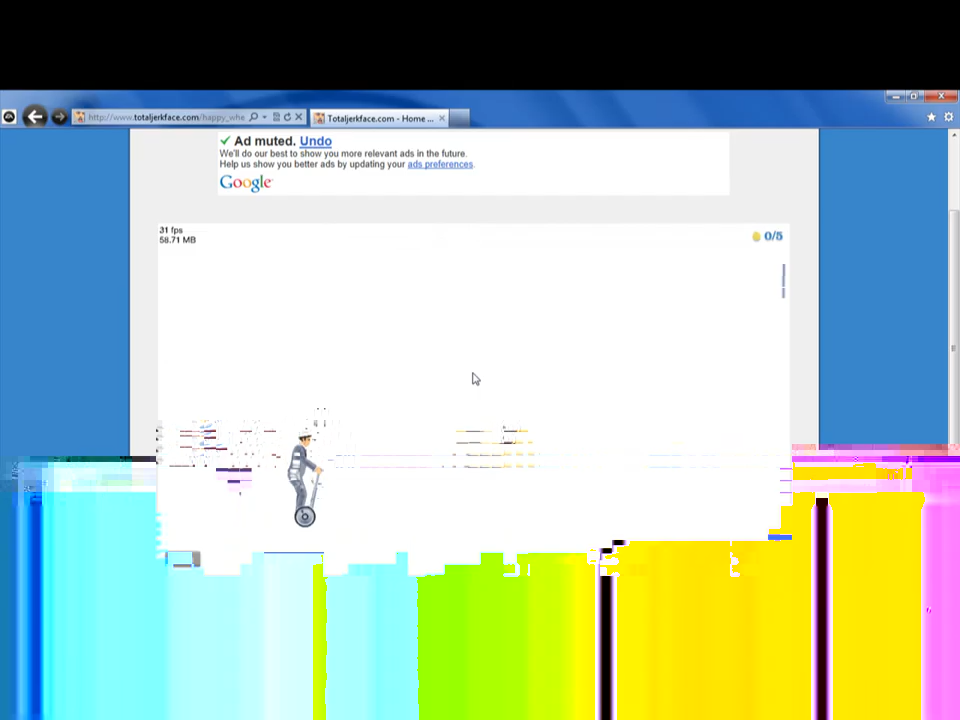 http://www.totaljerkface.com/happy_whe
Totaljerkface.com - Home ...
Ad muted. Undo
We'll do our best to show you more relevant ads in the future.
Help us show you better ads by updating your ads preferences.
Google
31 fps
58.71 MB
0/5